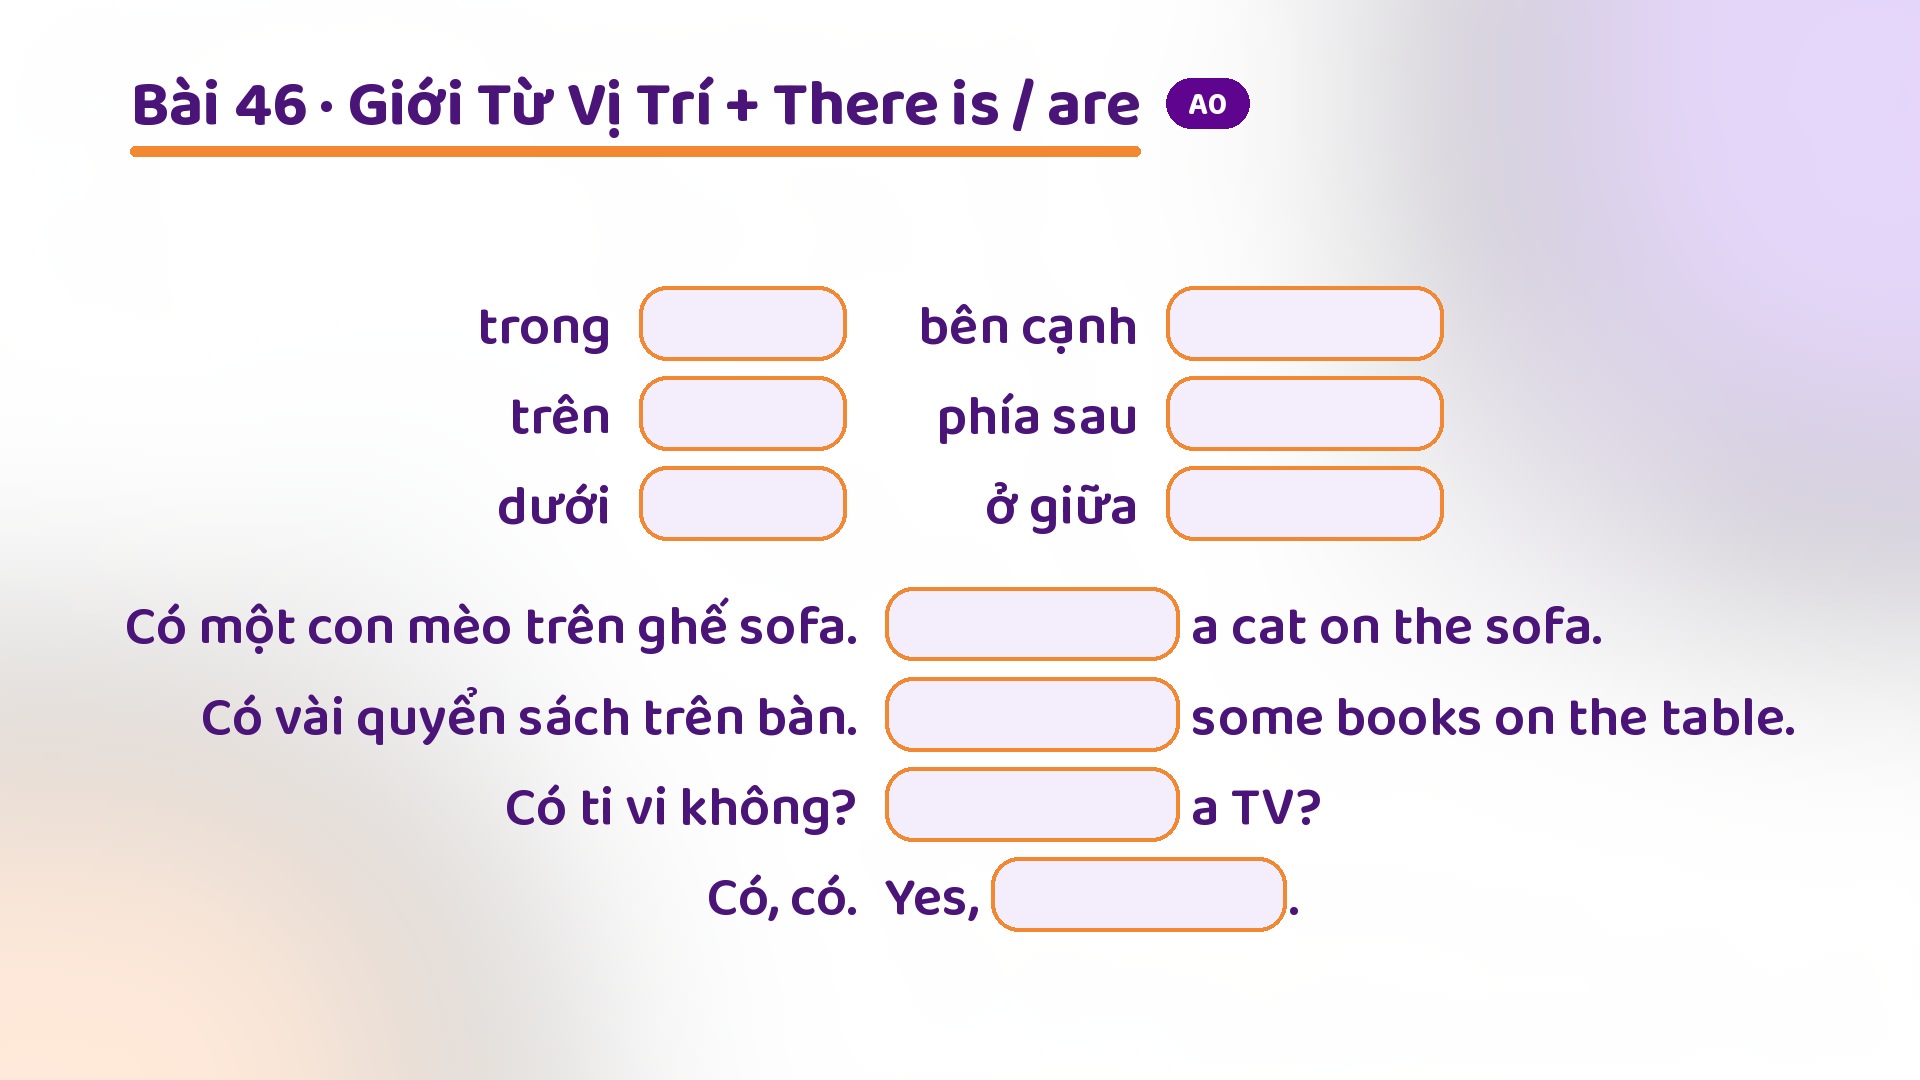 Bài 46 · Giới Từ Vị Trí + There is / are A0
trong bên cạnh
trên phía sau
dưới ở giữa
Có một con mèo trên ghế sofa. a cat on the sofa.
Có vài quyển sách trên bàn. some books on the table.
Có ti vi không? a TV?
Có, có. Yes, .